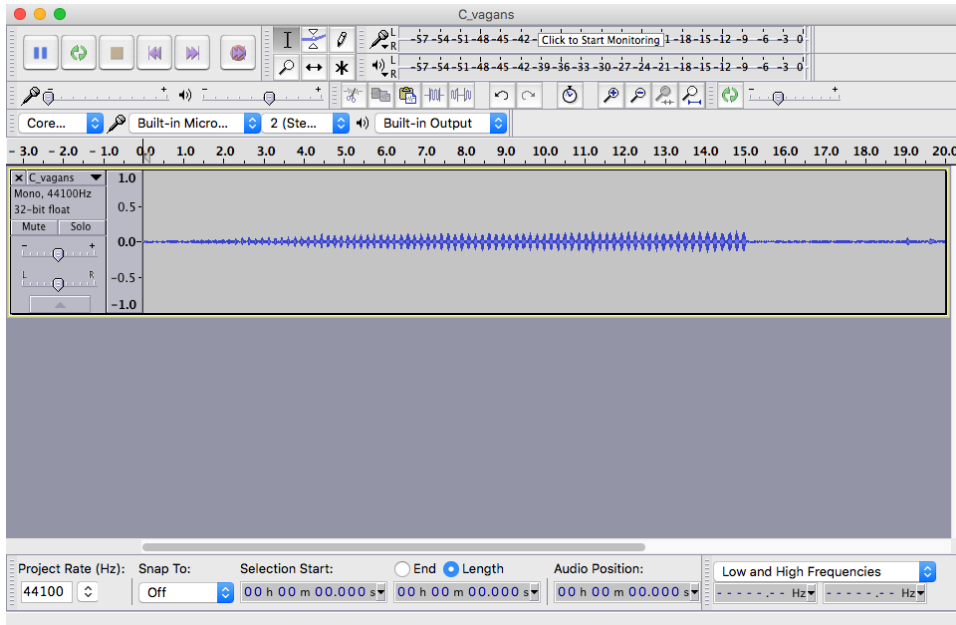 C_vagans
L
R
-57 -54 -51 -48 -45 -42 - Click to Start Monitoring 1 -18 -15 -12 -9 -6 -3 0
L
R
-57 -54 -51 -48 -45 -42 -39 -36 -33 -30 -27 -24 -21 -18 -15 -12 -9 -6 -3 0
- +
- +
- +
Core... Built-in Micro... 2 (Ste... Built-in Output
- 3.0 - 2.0 - 1.0 0.0 1.0 2.0 3.0 4.0 5.0 6.0 7.0 8.0 9.0 10.0 11.0 12.0 13.0 14.0 15.0 16.0 17.0 18.0 19.0 20.0
× C_vagans 1.0
Mono, 44100Hz
32-bit float 0.5-
Mute Solo
- + 0.0-
L R -0.5-
-1.0
Project Rate (Hz): Snap To: Selection Start: End Length Audio Position: Low and High Frequencies
44100 Off 00 h 00 m 00.000 s 00 h 00 m 00.000 s 00 h 00 m 00.000 s - - - - - .- - Hz - - - - - .- - Hz